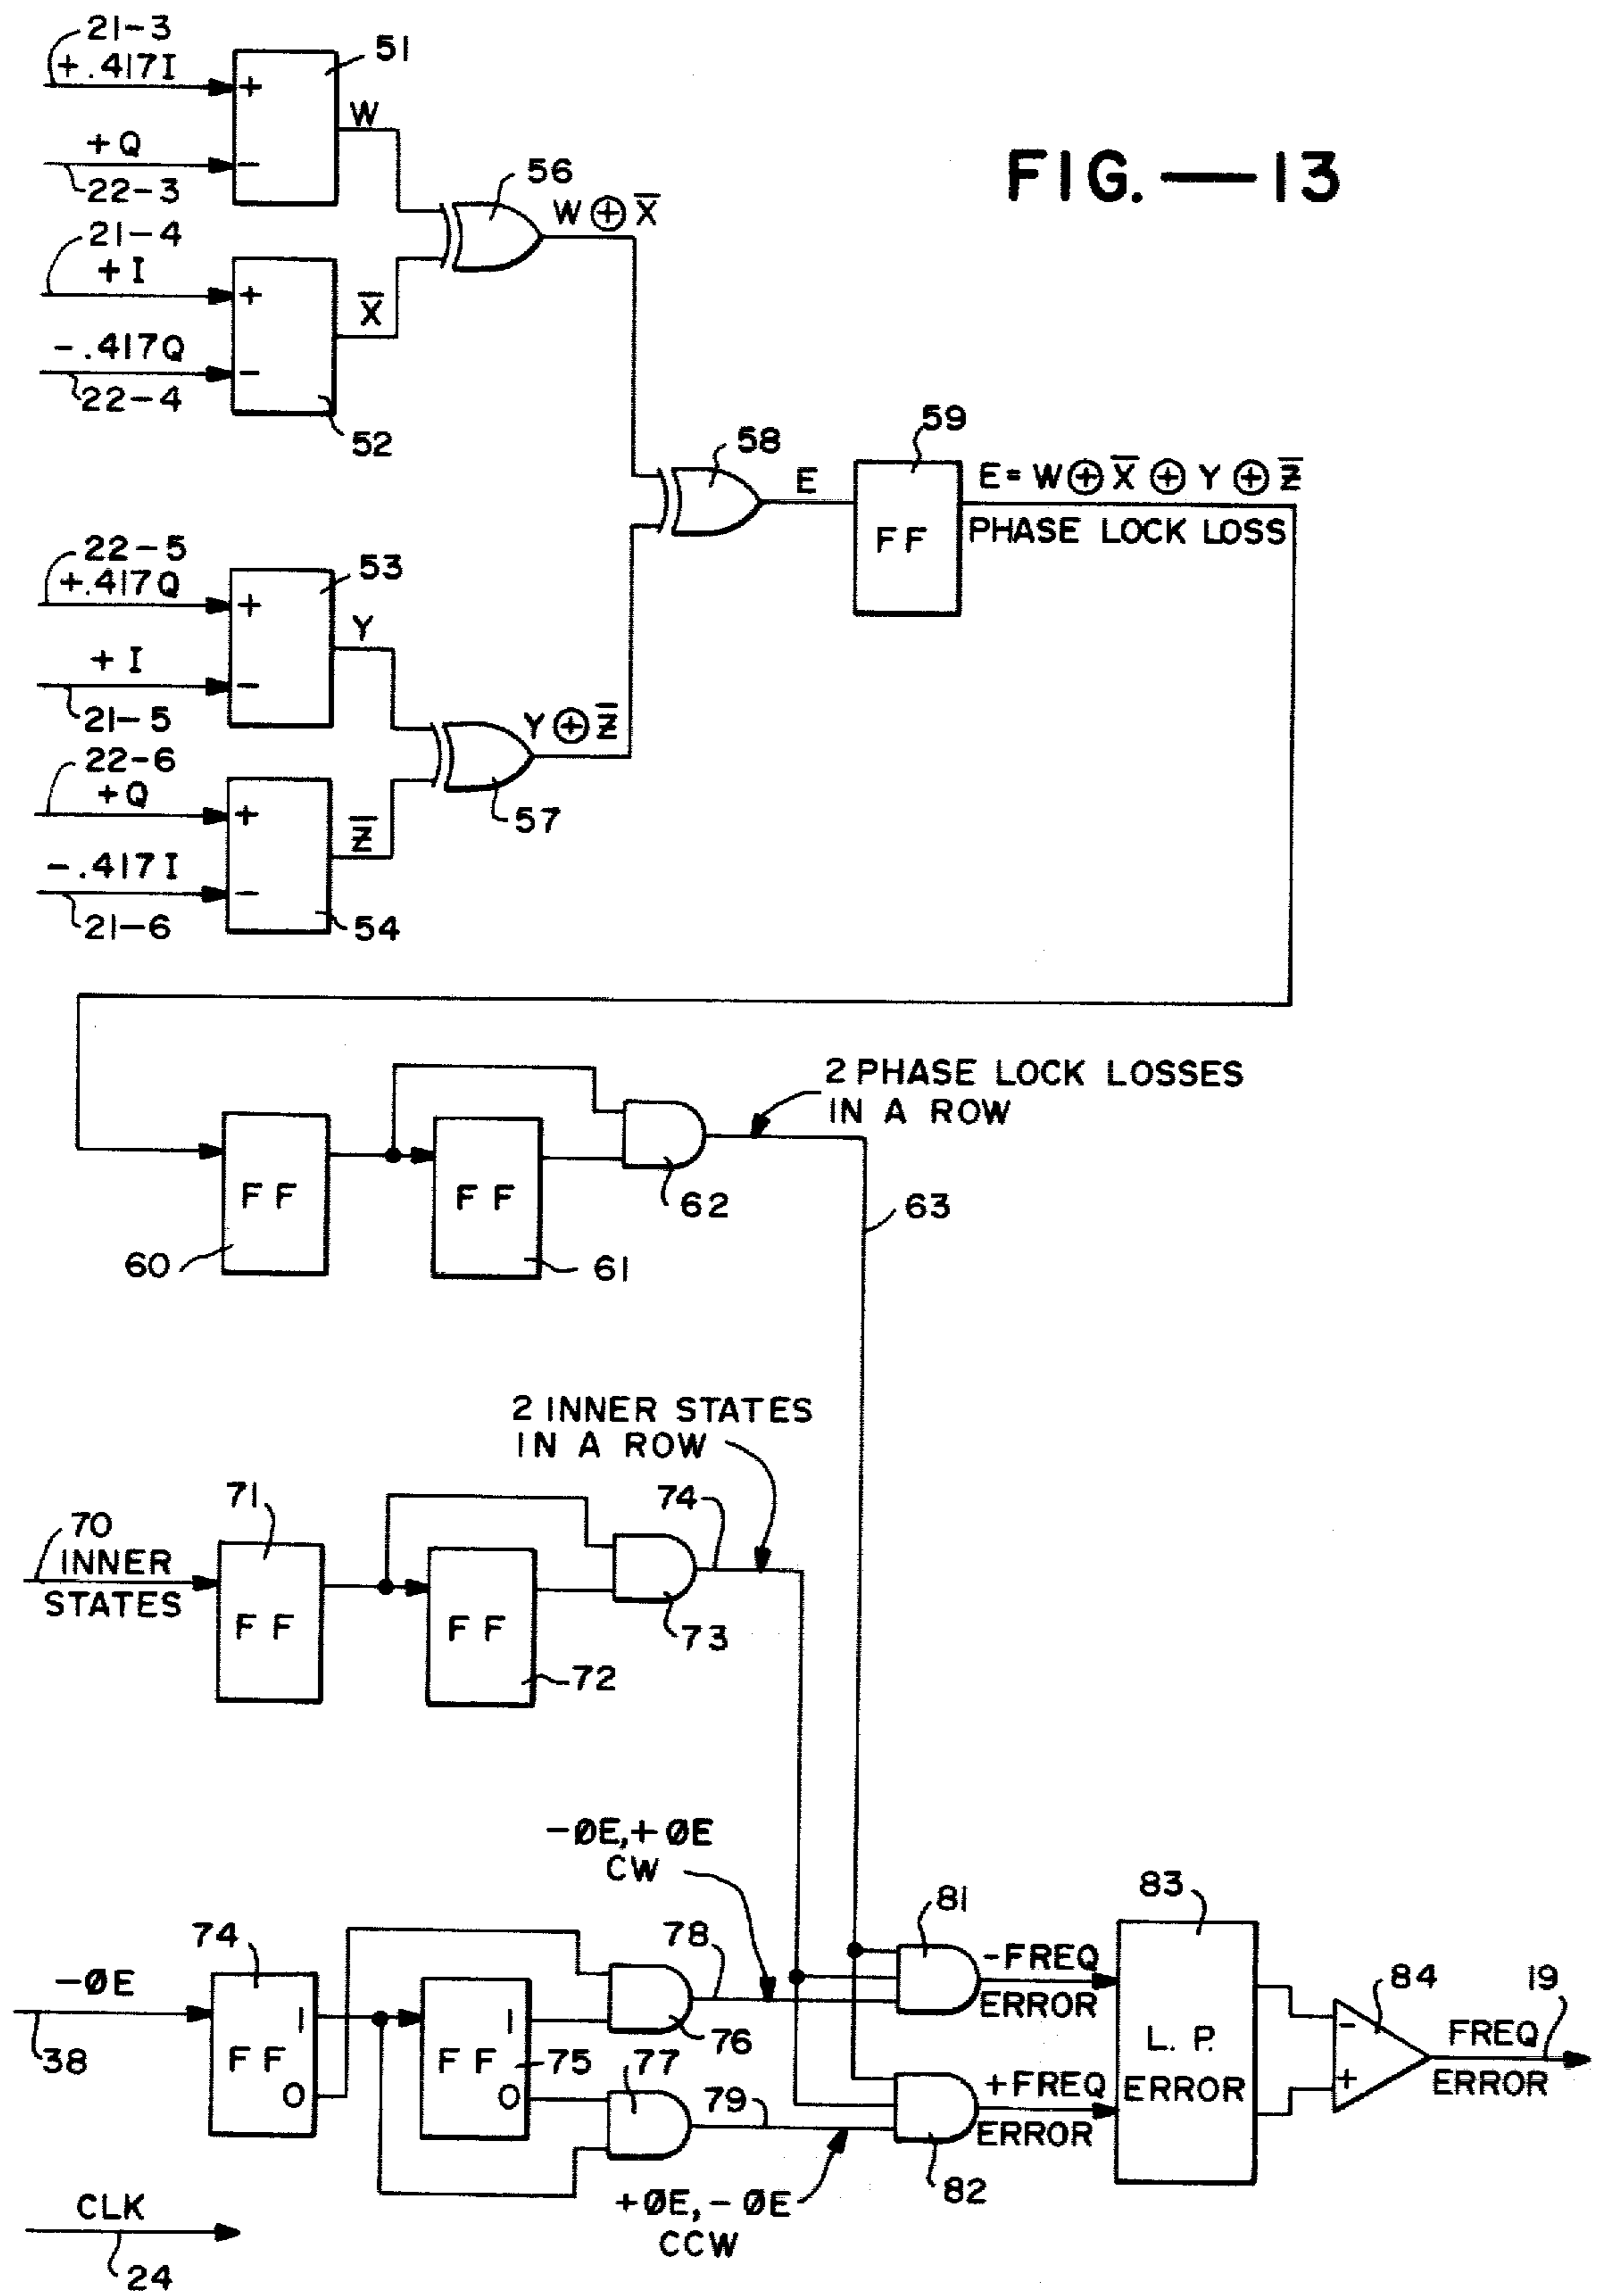 FIG.—13
21-3
+.417I
+
51
W
+Q
−
22-3
56
W ⊕ X̅
21-4
+I
+
X̅
-.417Q
−
22-4
52
58
59
E
E = W ⊕ X̅ ⊕ Y ⊕ Z̅
FF
PHASE LOCK LOSS
22-5
+.417Q
+
53
Y
+I
−
21-5
Y ⊕ Z̅
22-6
+Q
+
57
Z̅
-.417I
−
21-6
54
2 PHASE LOCK LOSSES
IN A ROW
FF
FF
62
63
60
61
2 INNER STATES
IN A ROW
71
74
70
INNER
STATES
FF
FF
73
72
-ØE,+ØE
CW
81
83
74
78
-FREQ
ERROR
84
19
-ØE
1
1
76
38
FF
FF
75
77
L. P.
ERROR
−
+
FREQ
ERROR
0
0
79
+FREQ
ERROR
82
+ØE,-ØE
CCW
CLK
24